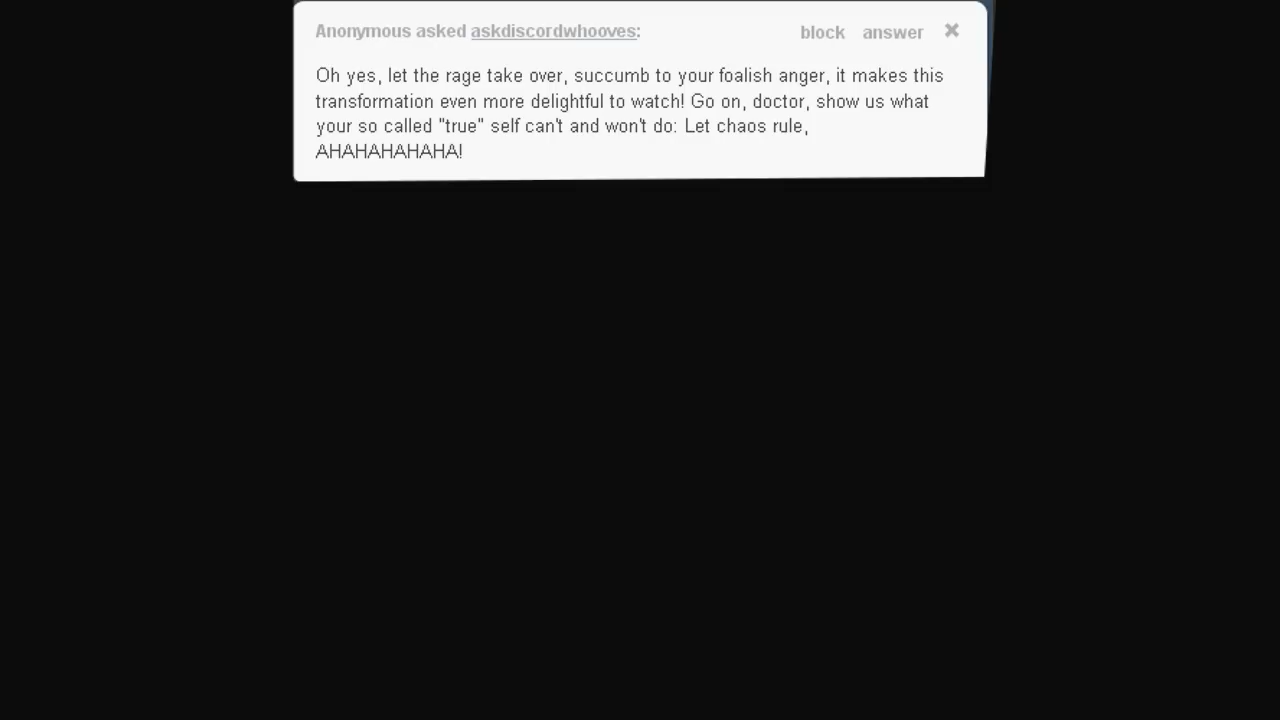 Anonymous asked askdiscordwhooves: block answer ✖
Oh yes, let the rage take over, succumb to your foalish anger, it makes this
transformation even more delightful to watch! Go on, doctor, show us what
your so called "true" self can't and won't do: Let chaos rule,
AHAHAHAHAHA!